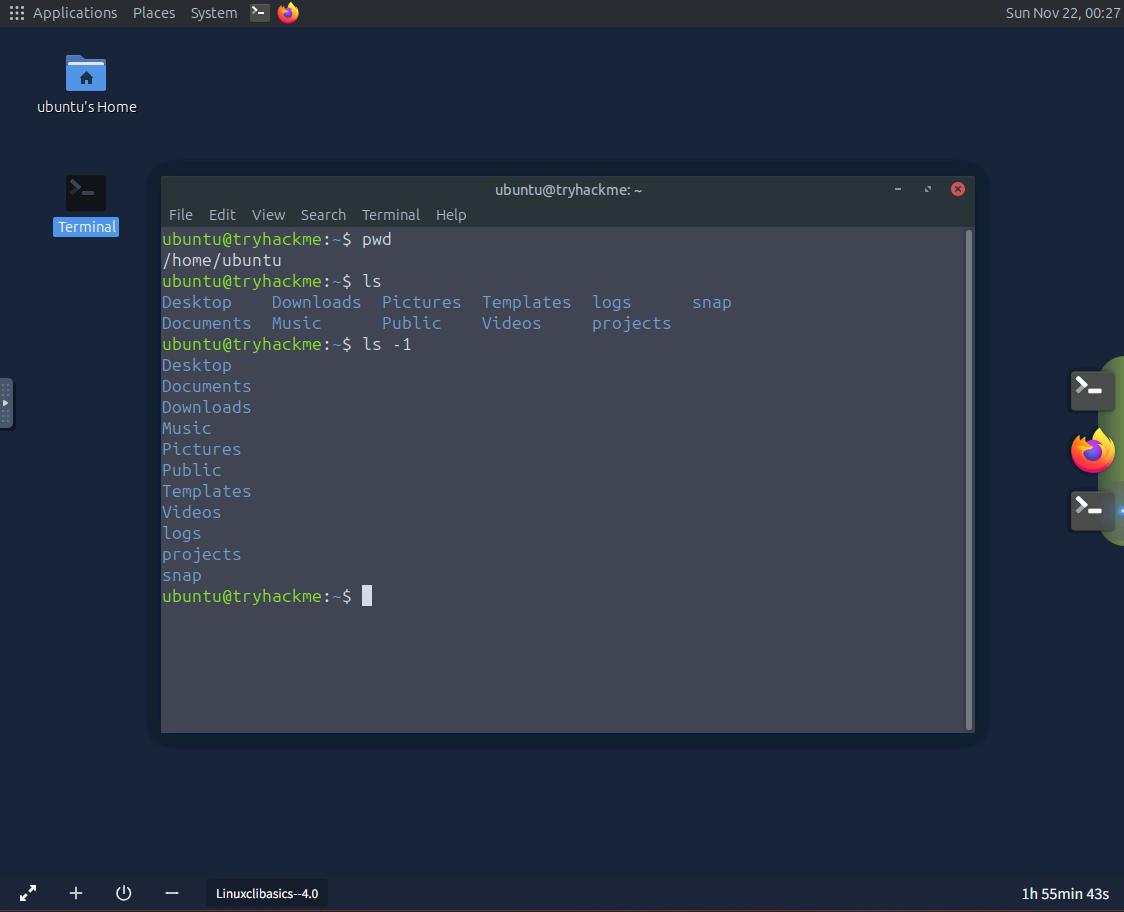 Applications Places System Sun Nov 22, 00:27
ubuntu's Home
Terminal
ubuntu@tryhackme: ~
File Edit View Search Terminal Help
ubuntu@tryhackme:~$ pwd
/home/ubuntu
ubuntu@tryhackme:~$ ls
Desktop Downloads Pictures Templates logs snap
Documents Music Public Videos projects
ubuntu@tryhackme:~$ ls -1
Desktop
Documents
Downloads
Music
Pictures
Public
Templates
Videos
logs
projects
snap
ubuntu@tryhackme:~$
Linuxclibasics--4.0 1h 55min 43s